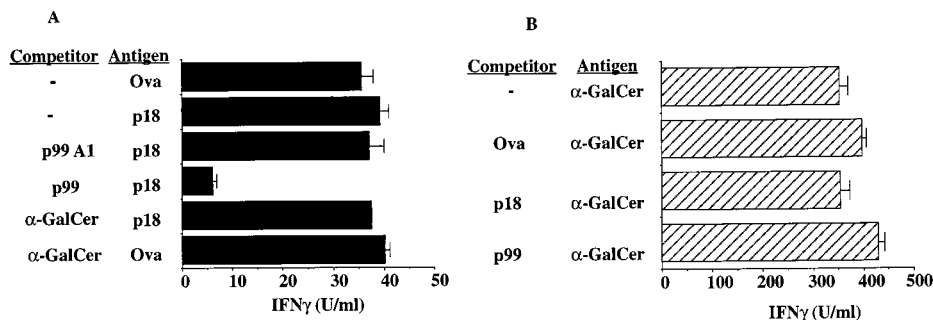 A
Competitor Antigen
- Ova
- p18
p99 A1 p18
p99 p18
α-GalCer p18
α-GalCer Ova
0 10 20 30 40 50
IFNγ (U/ml)
B
Competitor Antigen
- α-GalCer
Ova α-GalCer
p18 α-GalCer
p99 α-GalCer
0 100 200 300 400 500
IFNγ (U/ml)